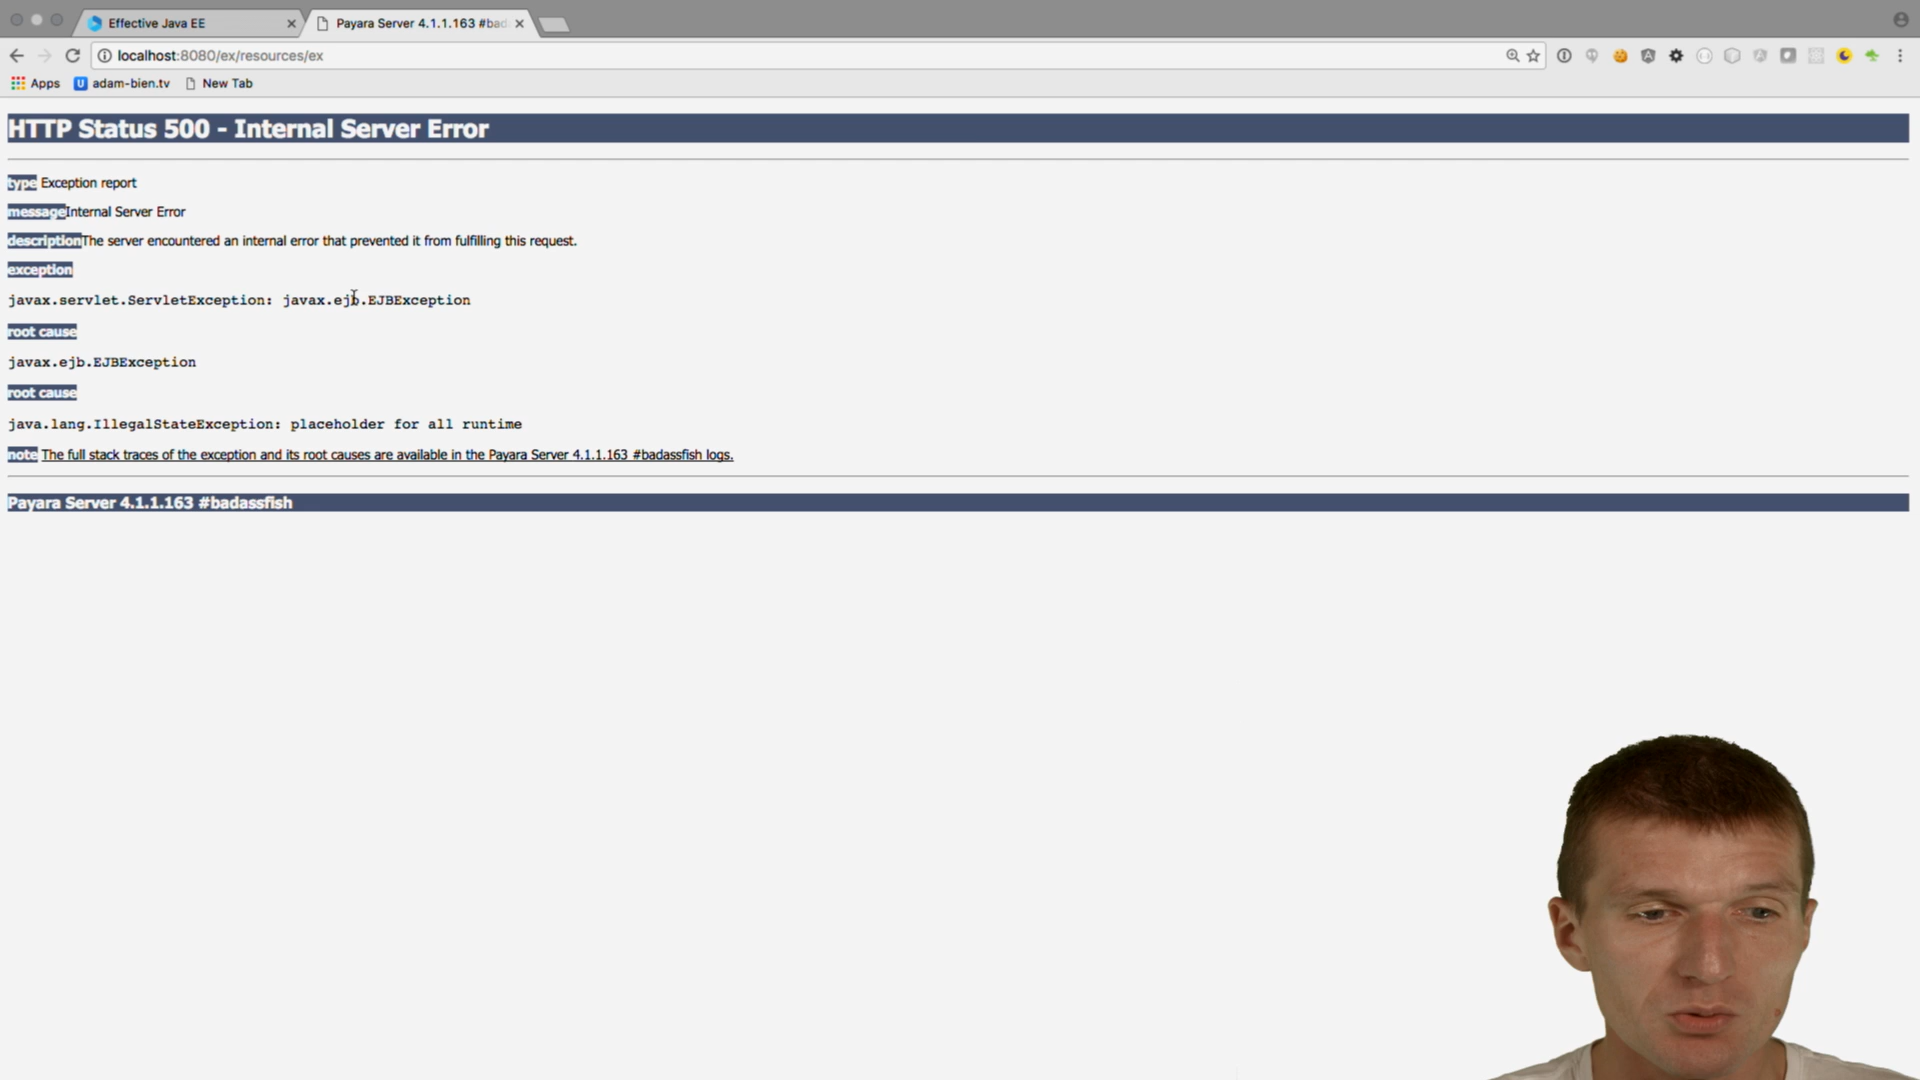 Effective Java EE
Payara Server 4.1.1.163 #bad
localhost:8080/ex/resources/ex
Apps
adam-bien.tv
New Tab
HTTP Status 500 - Internal Server Error
type Exception report
messageInternal Server Error
descriptionThe server encountered an internal error that prevented it from fulfilling this request.
exception
javax.servlet.ServletException: javax.ejb.EJBException
root cause
javax.ejb.EJBException
root cause
java.lang.IllegalStateException: placeholder for all runtime
note The full stack traces of the exception and its root causes are available in the Payara Server 4.1.1.163 #badassfish logs.
Payara Server 4.1.1.163 #badassfish